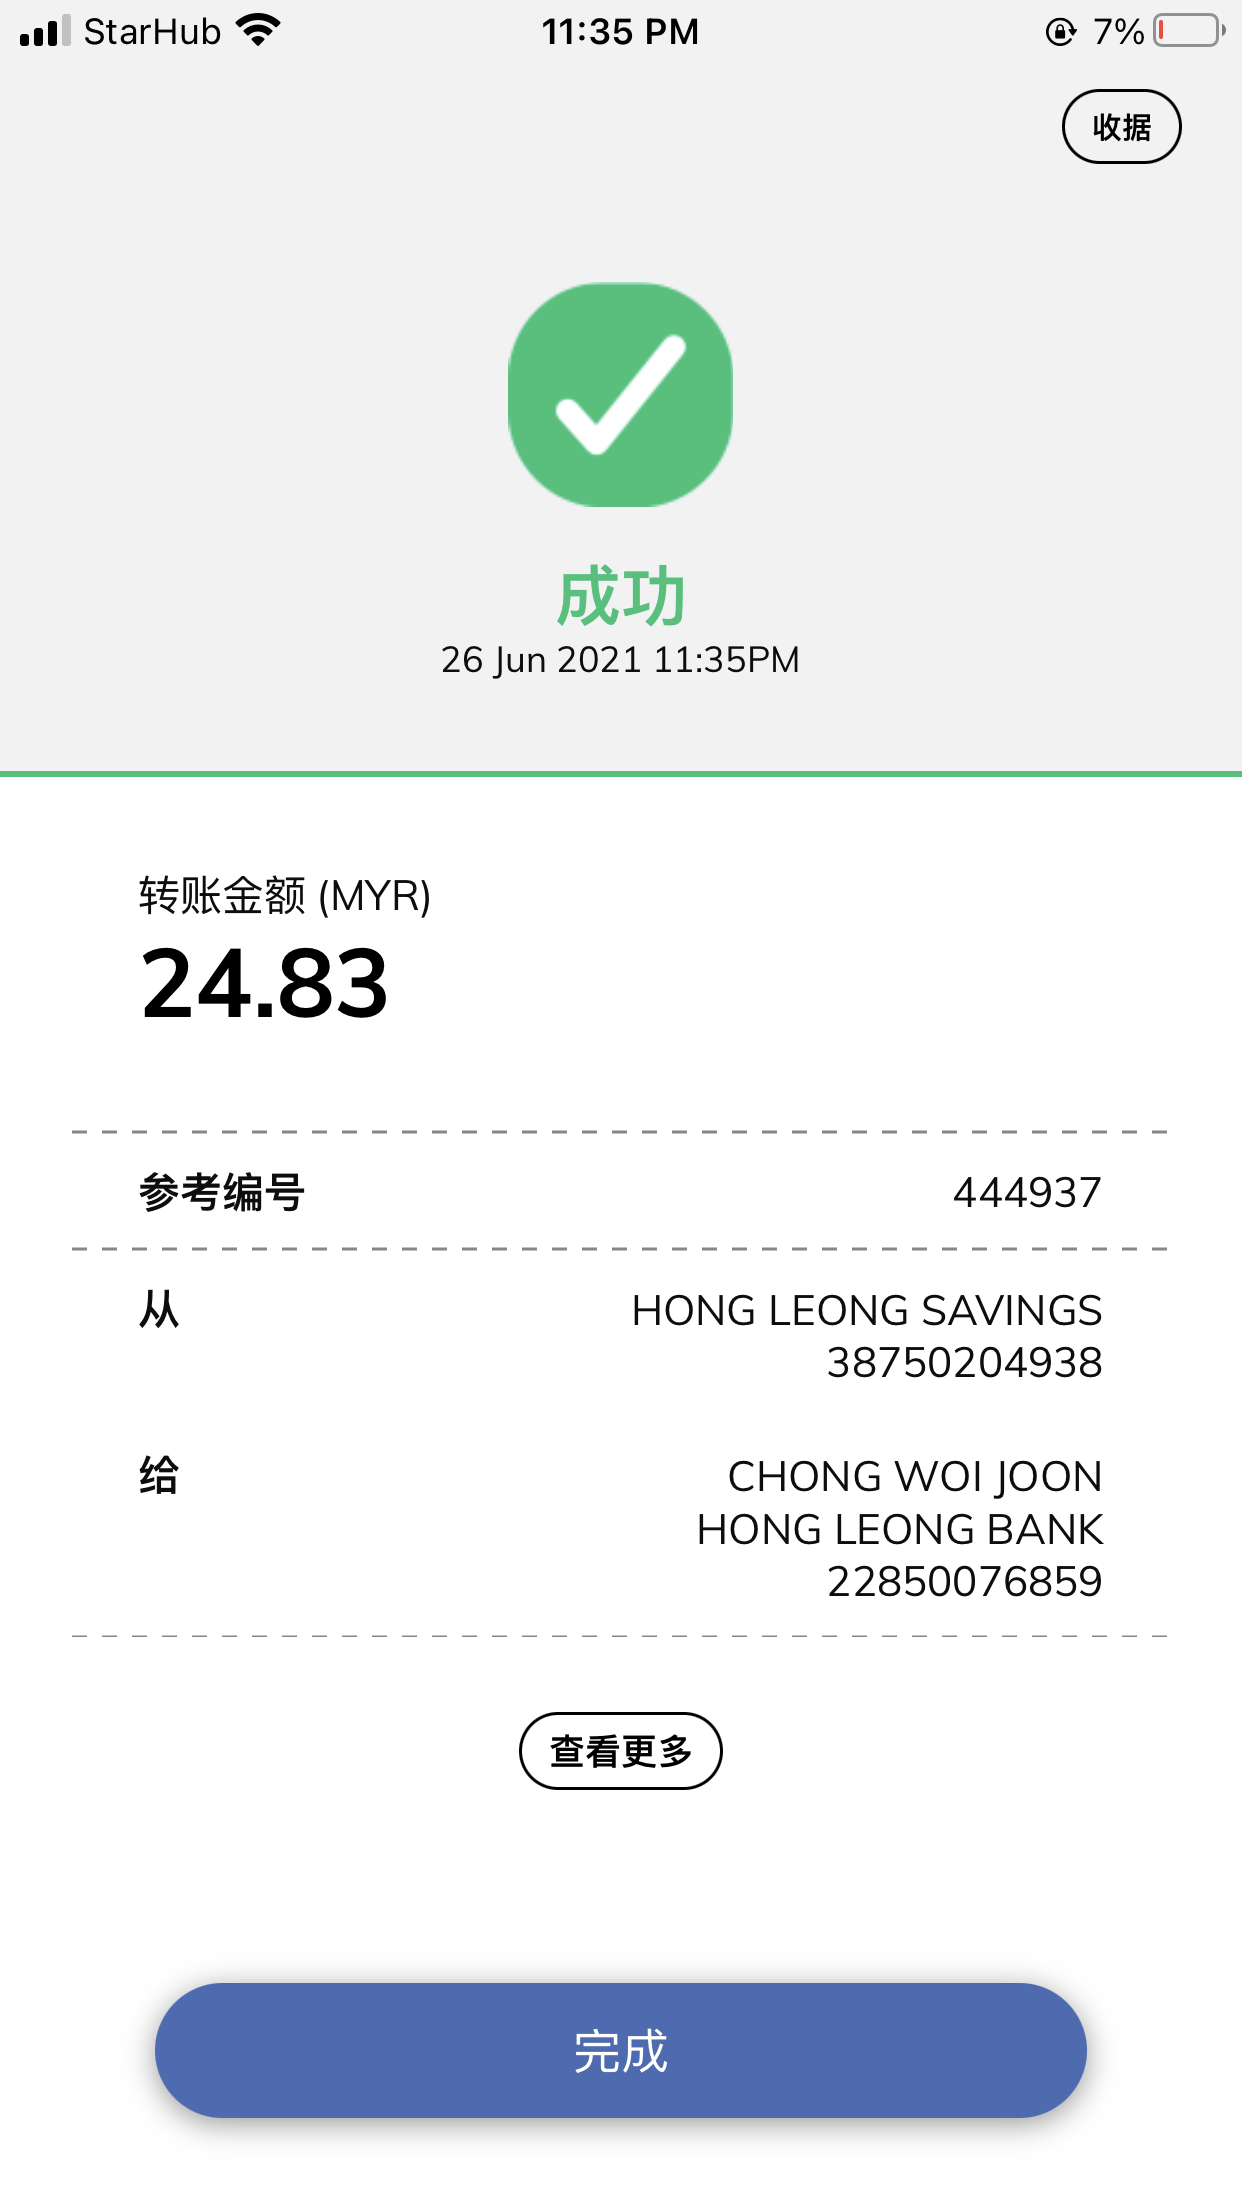 StarHub 11:35 PM 7%
收据
成功
26 Jun 2021 11:35PM
转账金额 (MYR)
24.83
参考编号 444937
从 HONG LEONG SAVINGS
38750204938
给 CHONG WOI JOON
HONG LEONG BANK
22850076859
查看更多
完成